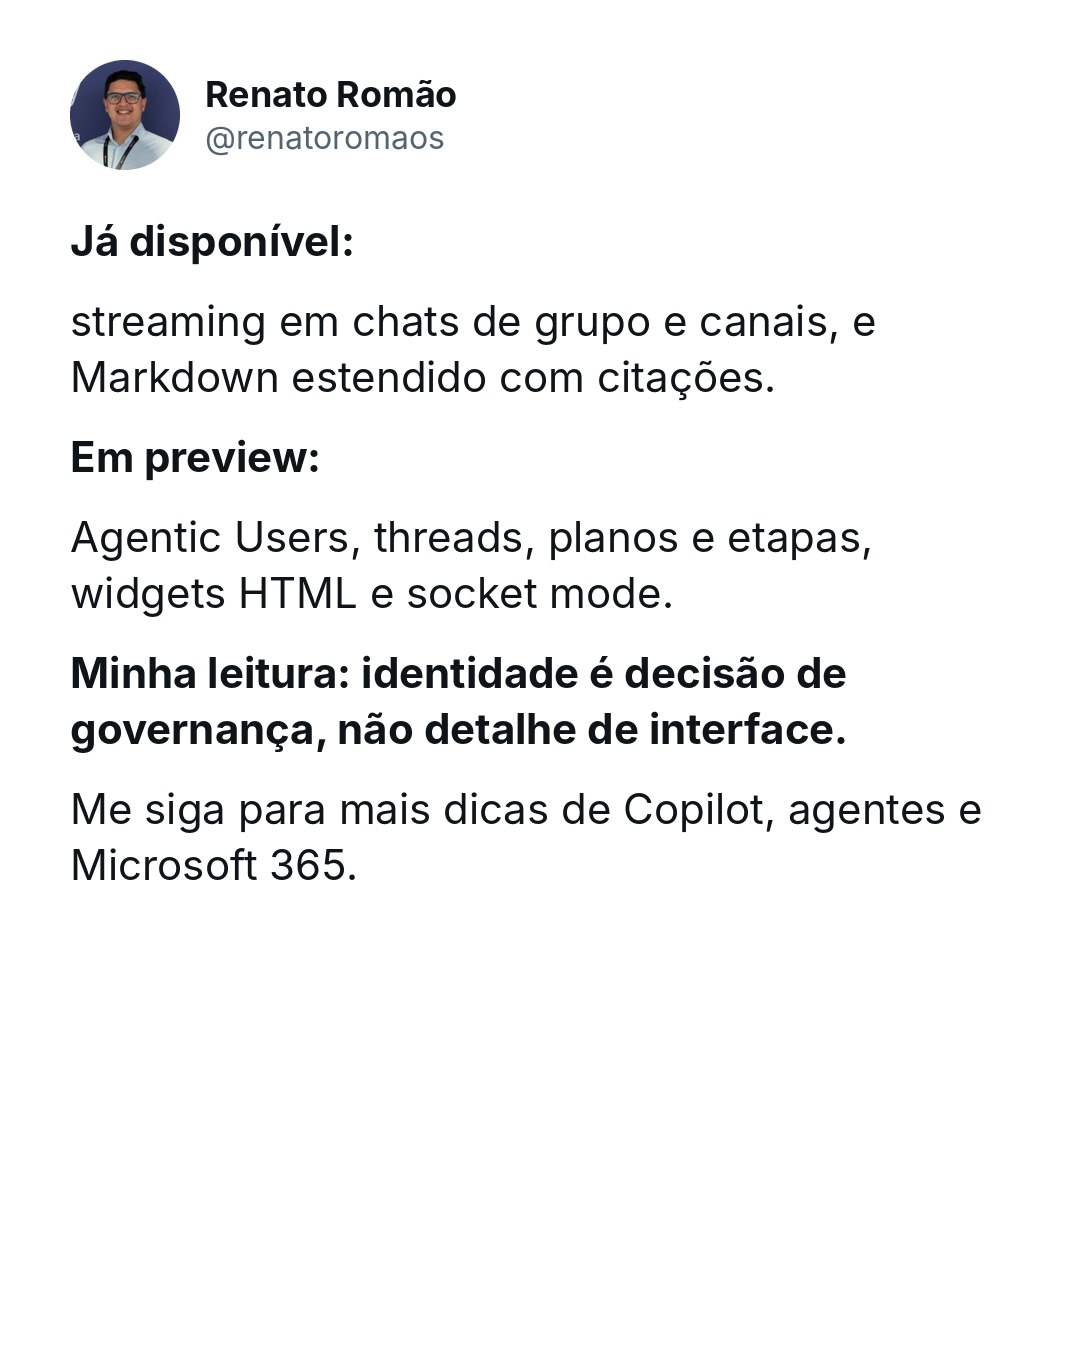 Renato Romão
@renatoromaos
Já disponível:
streaming em chats de grupo e canais, e
Markdown estendido com citações.
Em preview:
Agentic Users, threads, planos e etapas,
widgets HTML e socket mode.
Minha leitura: identidade é decisão de
governança, não detalhe de interface.
Me siga para mais dicas de Copilot, agentes e
Microsoft 365.